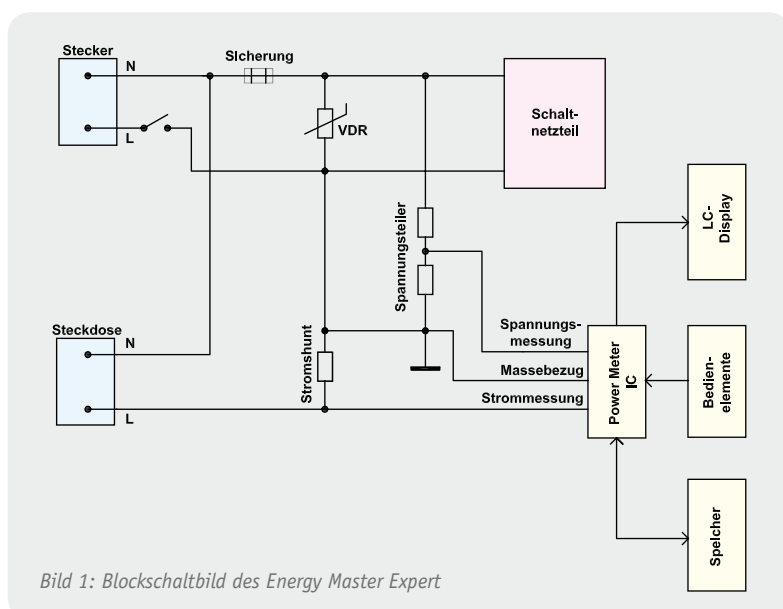 Stecker
N
L
SIcherung
VDR
Schalt-
netzteil
LC-
Display
Spannungsteiler
Steckdose
N
L
Stromshunt
Spannungs-
messung
Massebezug
Strommessung
Power Meter
IC
Bedien-
elemente
Spelcher
Bild 1: Blockschaltbild des Energy Master Expert